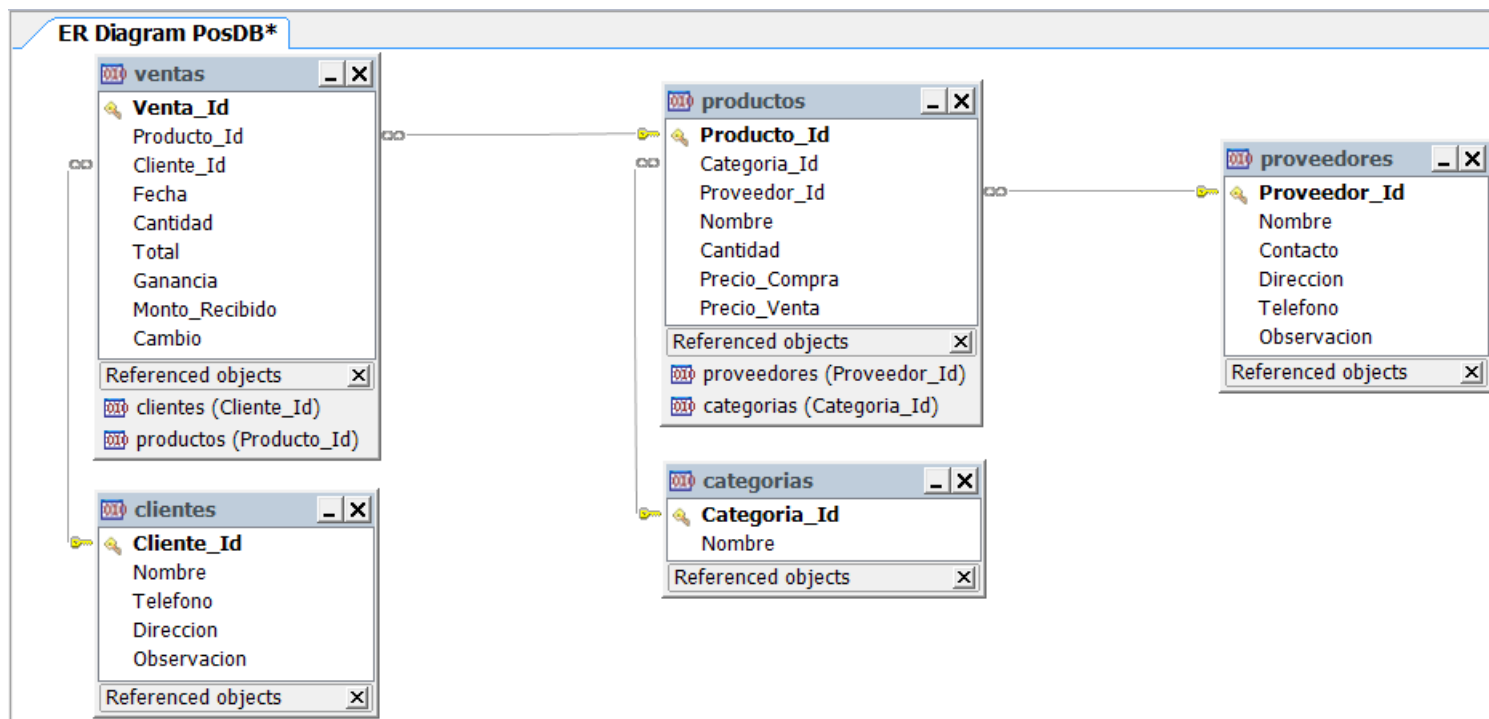 ER Diagram PosDB*
ventas
Venta_Id
Producto_Id
Cliente_Id
Fecha
Cantidad
Total
Ganancia
Monto_Recibido
Cambio
Referenced objects
clientes (Cliente_Id)
productos (Producto_Id)
clientes
Cliente_Id
Nombre
Telefono
Direccion
Observacion
Referenced objects
productos
Producto_Id
Categoria_Id
Proveedor_Id
Nombre
Cantidad
Precio_Compra
Precio_Venta
Referenced objects
proveedores (Proveedor_Id)
categorias (Categoria_Id)
categorias
Categoria_Id
Nombre
Referenced objects
proveedores
Proveedor_Id
Nombre
Contacto
Direccion
Telefono
Observacion
Referenced objects